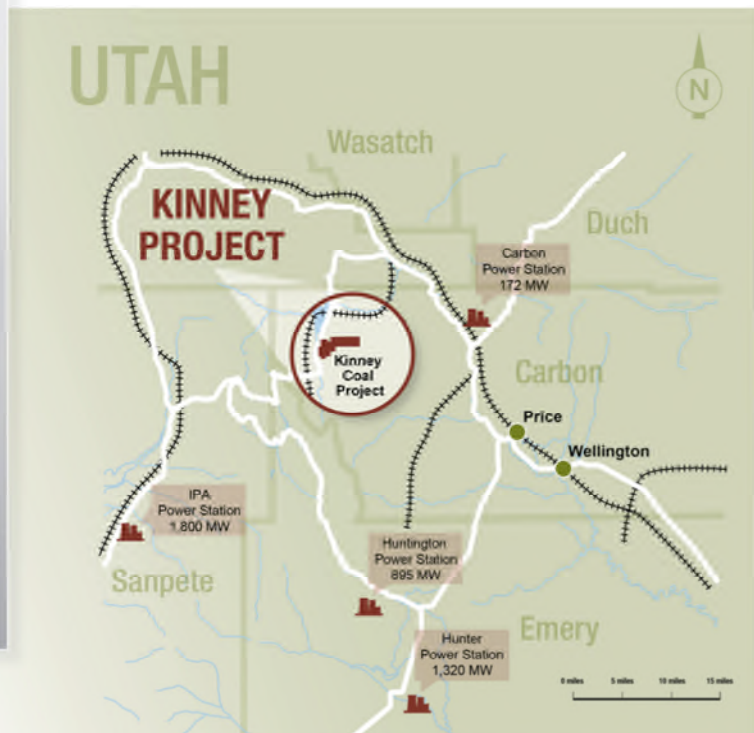 UTAH
N
Wasatch
KINNEY
PROJECT
Duch
Carbon
Power Station
172 MW
Kinney
Coal
Project
Carbon
Price
Wellington
IPA
Power Station
1,800 MW
Huntington
Power Station
895 MW
Sanpete
Emery
Hunter
Power Station
1,320 MW
0 miles 5 miles 10 miles 15 miles